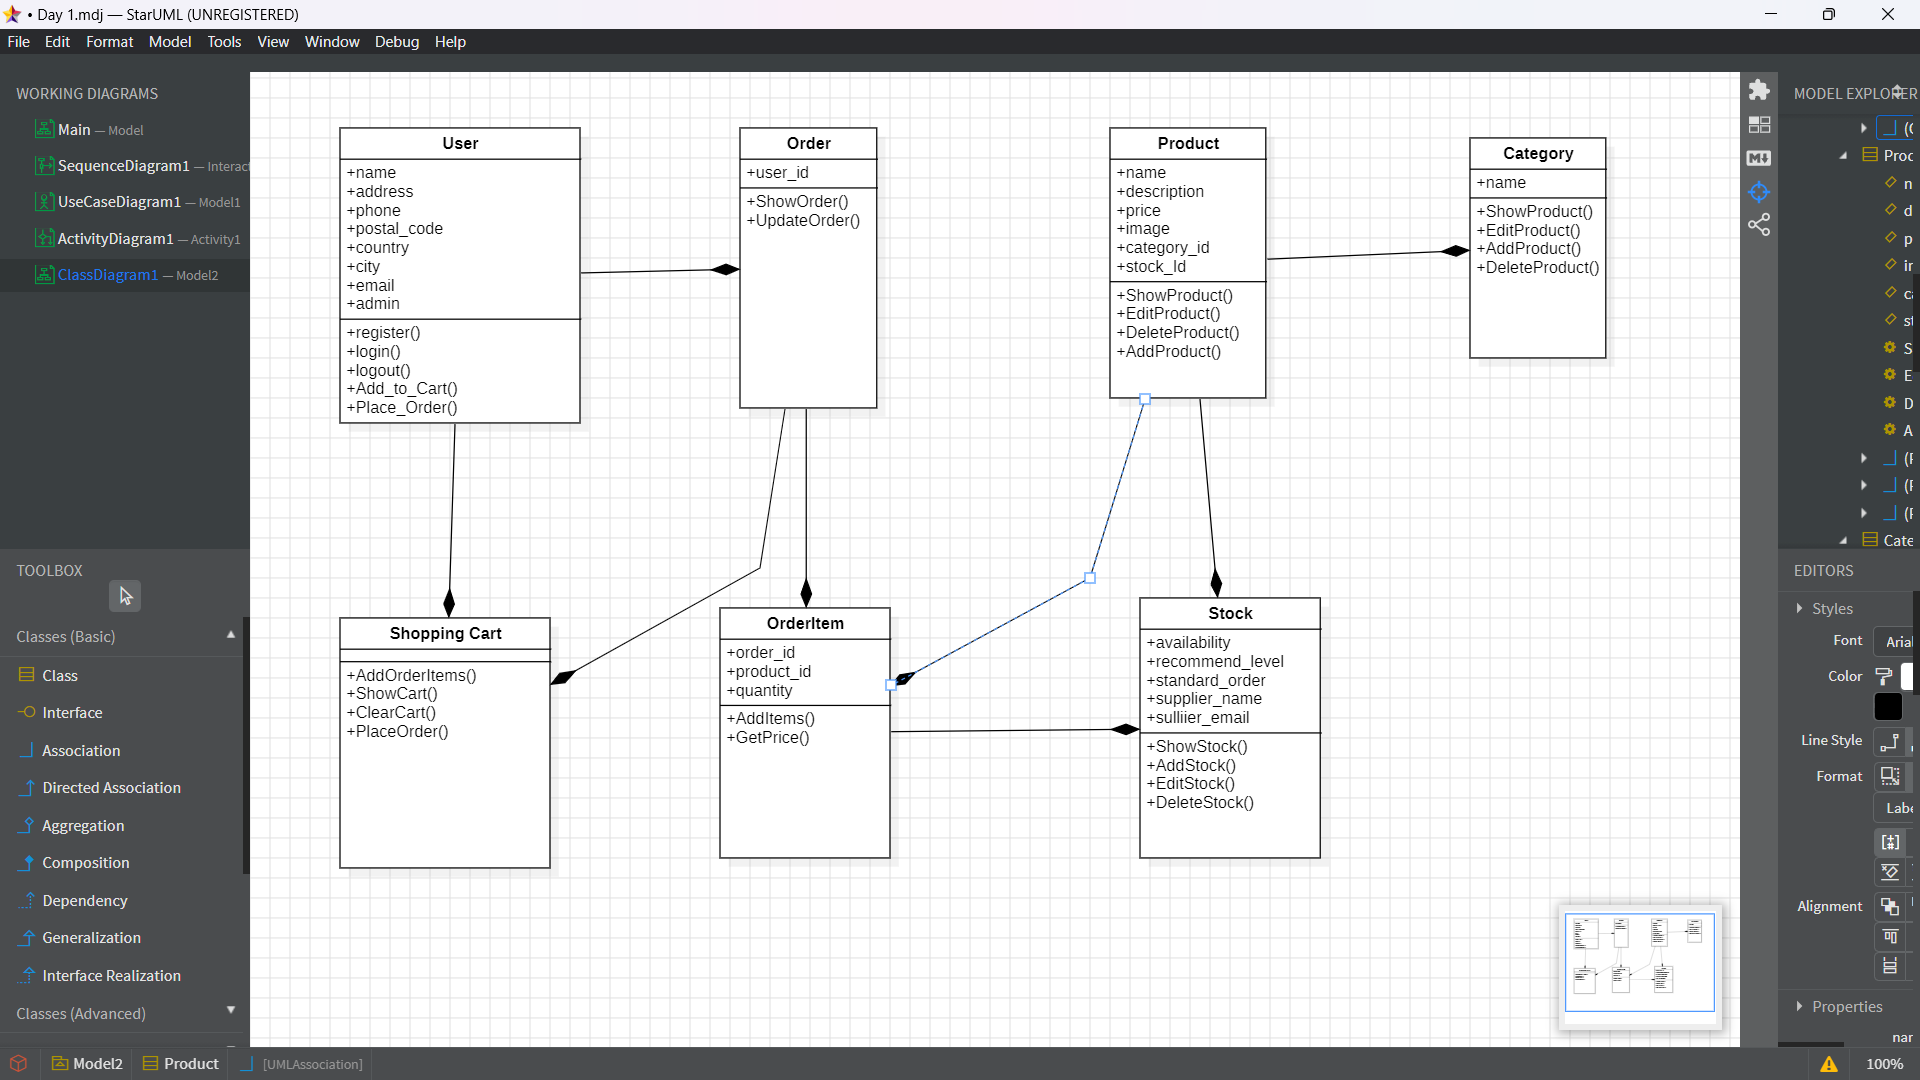 • Day 1.mdj — StarUML (UNREGISTERED)
File Edit Format Model Tools View Window Debug Help
WORKING DIAGRAMS
Main — Model
SequenceDiagram1 — Interact
UseCaseDiagram1 — Model1
ActivityDiagram1 — Activity1
ClassDiagram1 — Model2
TOOLBOX
Classes (Basic)
Class
Interface
Association
Directed Association
Aggregation
Composition
Dependency
Generalization
Interface Realization
Classes (Advanced)
User
+name
+address
+phone
+postal_code
+country
+city
+email
+admin
+register()
+login()
+logout()
+Add_to_Cart()
+Place_Order()
Order
+user_id
+ShowOrder()
+UpdateOrder()
Product
+name
+description
+price
+image
+category_id
+stock_Id
+ShowProduct()
+EditProduct()
+DeleteProduct()
+AddProduct()
Category
+name
+ShowProduct()
+EditProduct()
+AddProduct()
+DeleteProduct()
Shopping Cart
+AddOrderItems()
+ShowCart()
+ClearCart()
+PlaceOrder()
OrderItem
+order_id
+product_id
+quantity
+AddItems()
+GetPrice()
Stock
+availability
+recommend_level
+standard_order
+supplier_name
+sulliier_email
+ShowStock()
+AddStock()
+EditStock()
+DeleteStock()
M
MODEL EXPLORER
Proc
n
d
p
in
ca
st
S
E
D
A
Cate
EDITORS
Styles
Font Arial
Color
Line Style
Format
Labe
Alignment
Properties
nar
Model2 Product [UMLAssociation]
100%